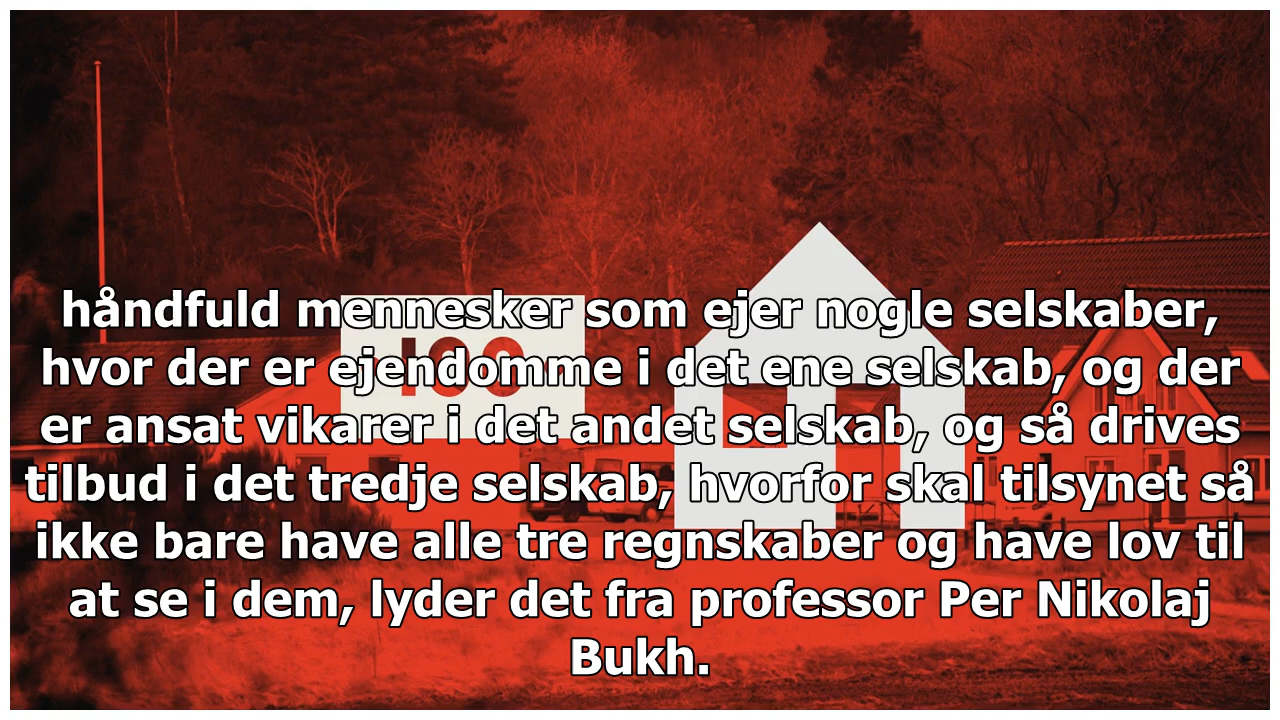 håndfuld mennesker som ejer nogle selskaber,
hvor der er ejendomme i det ene selskab, og der
er ansat vikarer i det andet selskab, og så drives
tilbud i det tredje selskab, hvorfor skal tilsynet så
ikke bare have alle tre regnskaber og have lov til
at se i dem, lyder det fra professor Per Nikolaj
Bukh.